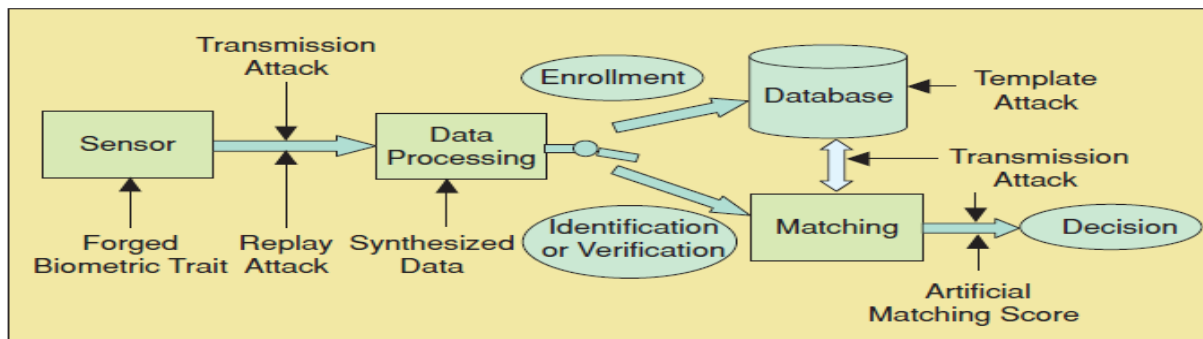 Transmission
Attack
Enrollment
Database
Template
Attack
Sensor
Data
Processing
Transmission
Attack
Forged
Biometric Trait
Replay
Attack
Synthesized
Data
Identification
or Verification
Matching
Decision
Artificial
Matching Score